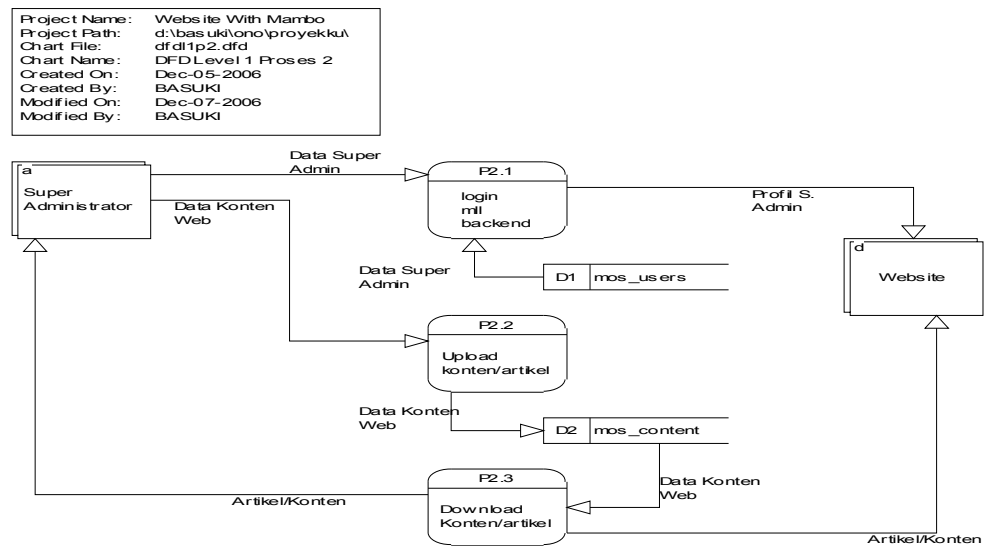 Project Name: Website With Mambo
Project Path: d:\basuki\ono\proyekku\
Chart File: dfdl1p2.dfd
Chart Name: DFD Level 1 Proses 2
Created On: Dec-05-2006
Created By: BASUKI
Modified On: Dec-07-2006
Modified By: BASUKI
Data Super
Admin
a
Super
Administrator
P2.1
login
mll
backend
Data Konten
Web
Profil S.
Admin
d
Website
Data Super
Admin
D1 mos_users
P2.2
Upload
konten/artikel
Data Konten
Web
D2 mos_content
P2.3
Download
Konten/artikel
Data Konten
Web
Artikel/Konten
Artikel/Konten